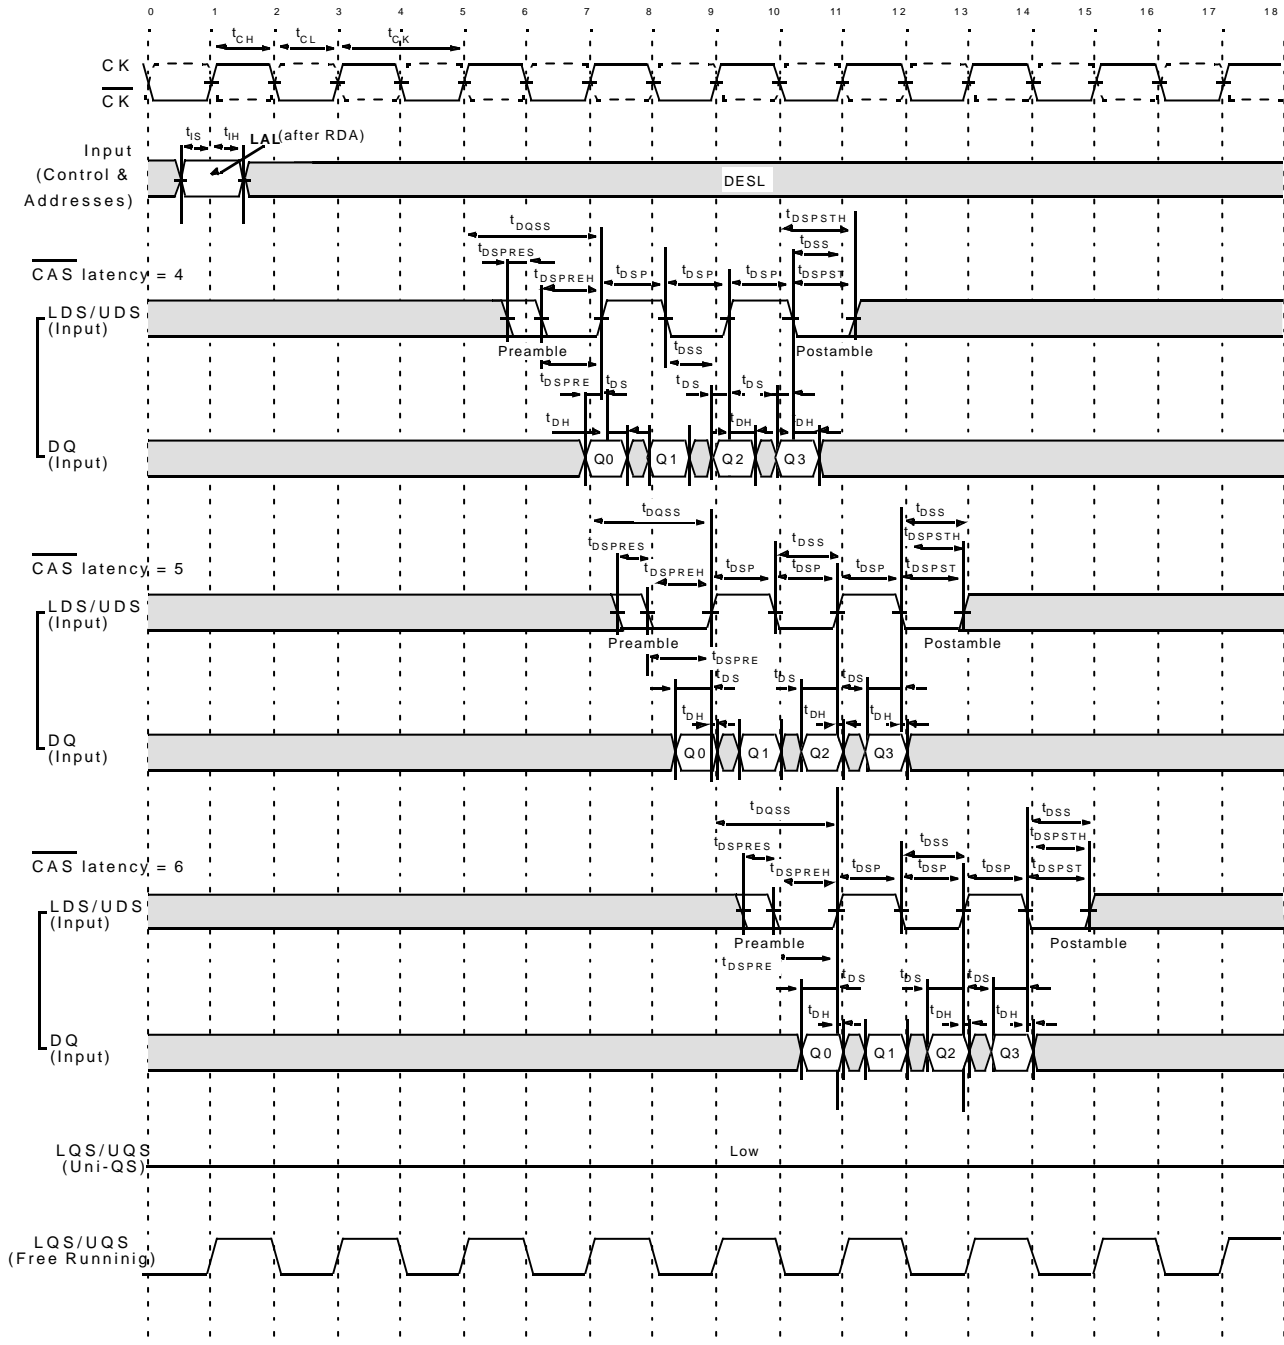 0 1 2 3 4 5 6 7 8 9 10 11 12 13 14 15 16 17 18
tCH tCL tCK
CK
CK
tIS tIH LAL (after RDA)
Input
(Control &
Addresses)
DESL
tDQSS tDSPSTH
tDSPRES tDSS
CAS latency = 4
tDSPREH tDSP tDSP tDSP tDSPST
LDS/UDS
(Input)
Preamble tDSS Postamble
tDSPRE tDS tDS tDS
tDH tDH tDH
DQ
(Input)
Q0 Q1 Q2 Q3
tDQSS tDSS
tDSPRES tDSS tDSPSTH
CAS latency = 5
tDSPREH tDSP tDSP tDSP tDSPST
LDS/UDS
(Input)
Preamble Postamble
tDSPRE
tDS tDS tDS
tDH tDH tDH
DQ
(Input)
Q0 Q1 Q2 Q3
tDQSS tDSS
tDSPRES tDSS tDSPSTH
CAS latency = 6
tDSPREH tDSP tDSP tDSP tDSPST
LDS/UDS
(Input)
Preamble Postamble
tDSPRE
tDS tDS tDS
tDH tDH tDH
DQ
(Input)
Q0 Q1 Q2 Q3
LQS/UQS
(Uni-QS)
Low
LQS/UQS
(Free Runninig)